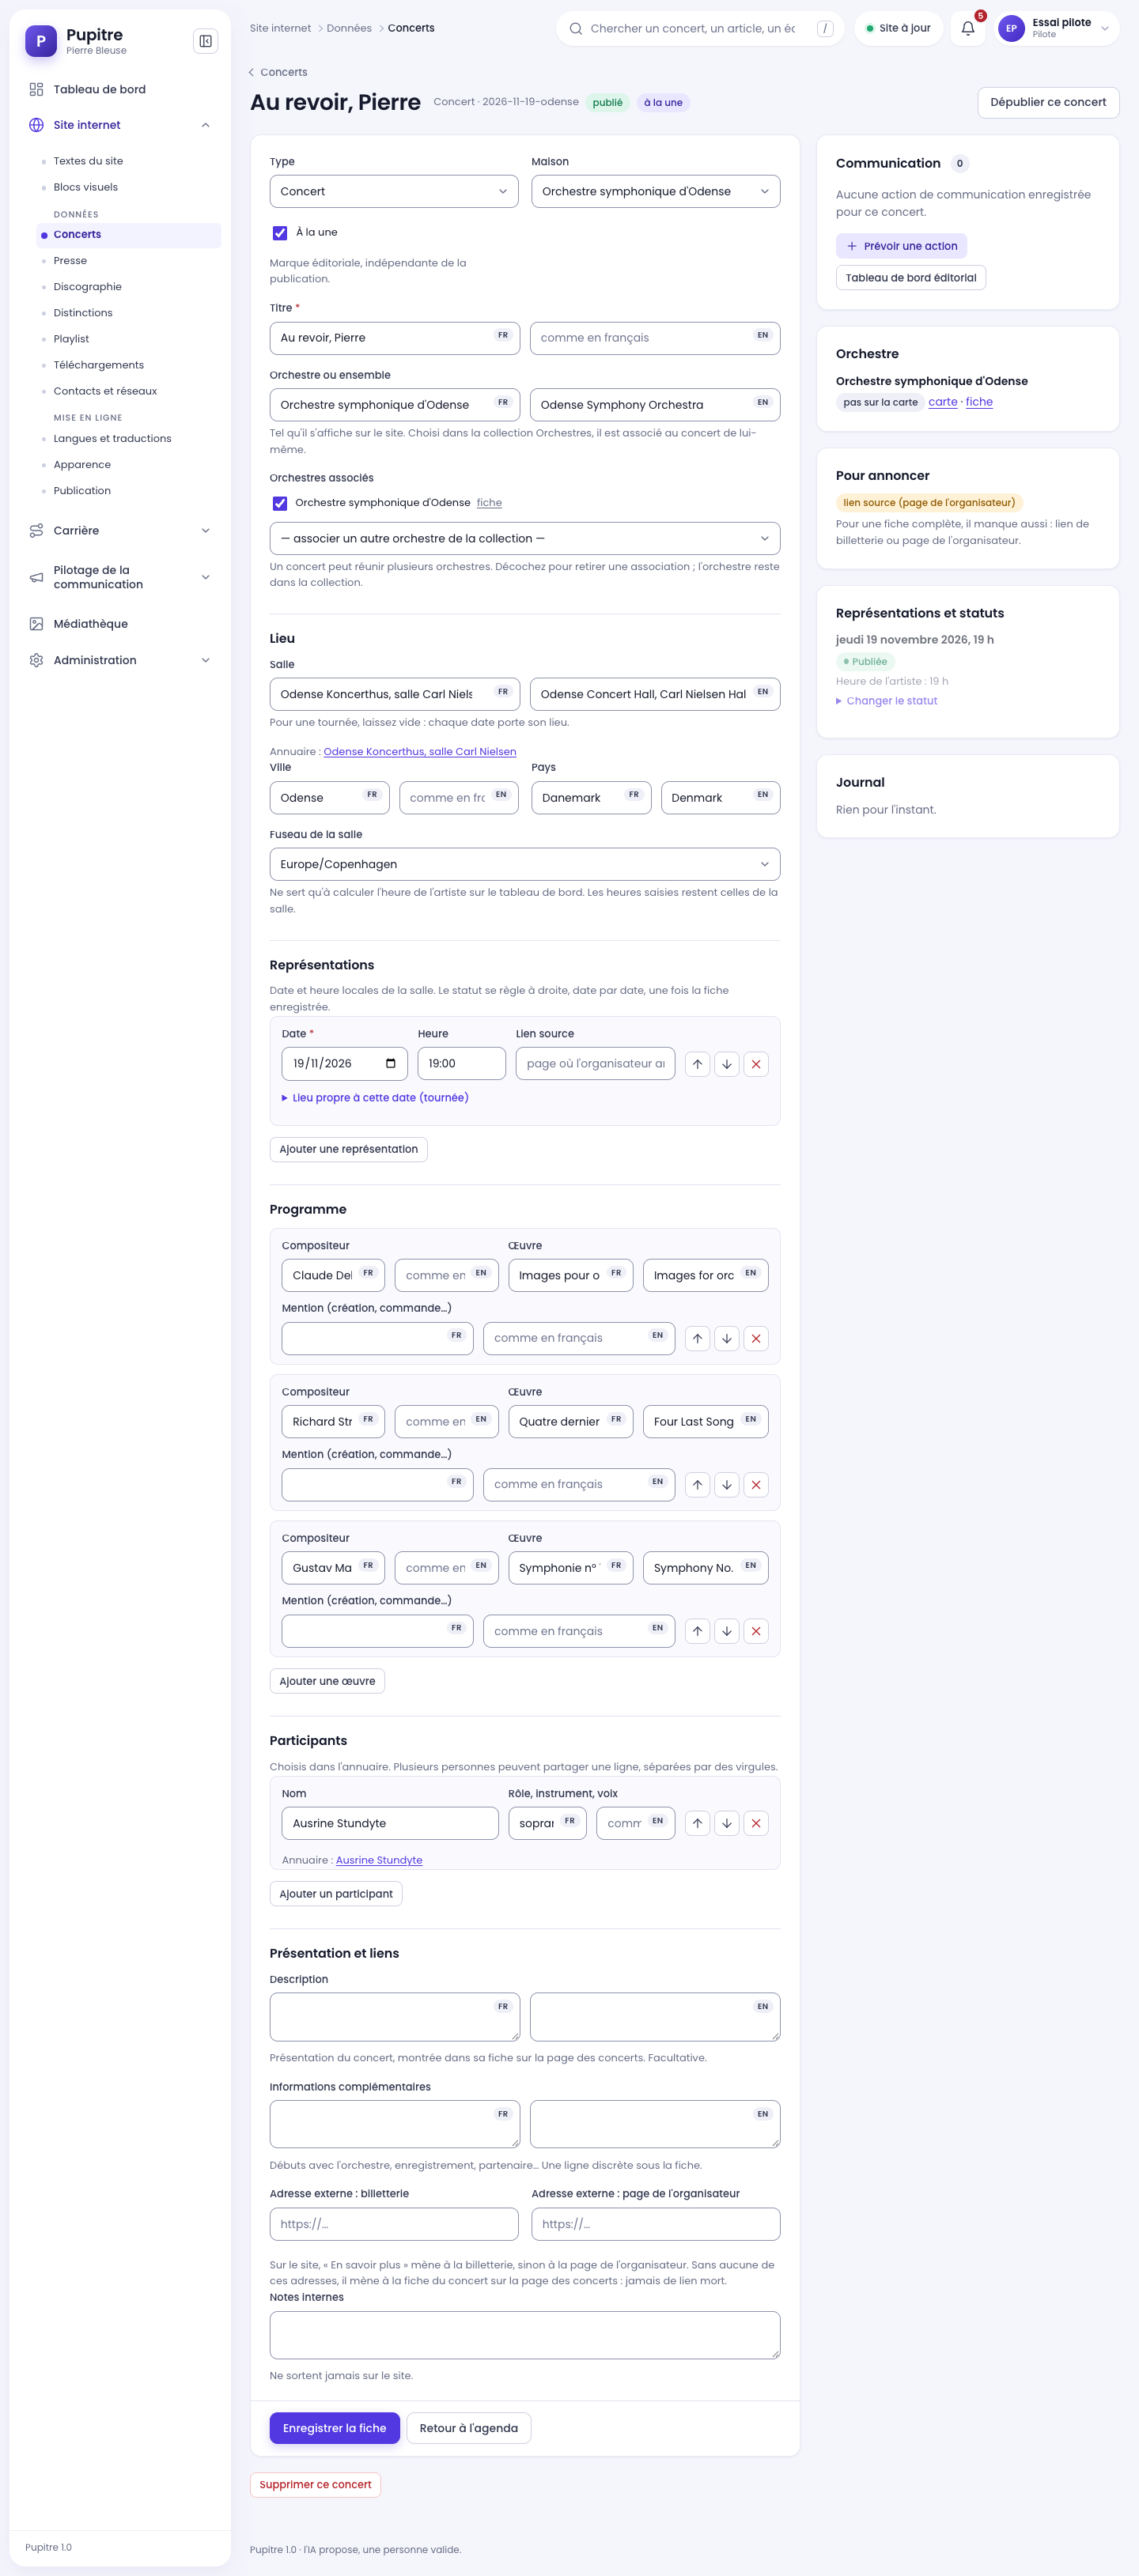 P
Pupitre
Pierre Bleuse
Tableau de bord
Site internet
Textes du site
Blocs visuels
DONNÉES
Concerts
Presse
Discographie
Distinctions
Playlist
Téléchargements
Contacts et réseaux
MISE EN LIGNE
Langues et traductions
Apparence
Publication
Carrière
Pilotage de la
communication
Médiathèque
Administration
Pupitre 1.0
Site internet > Données > Concerts
Chercher un concert, un article, un éc
/
Site à jour
5
EP
Essai pilote
Pilote
Concerts
Au revoir, Pierre
Concert · 2026-11-19-odense
publié
à la une
Dépublier ce concert
Type
Maison
Concert
Orchestre symphonique d'Odense
À la une
Marque éditoriale, indépendante de la
publication.
Titre *
Au revoir, Pierre FR
comme en français EN
Orchestre ou ensemble
Orchestre symphonique d'Odense FR
Odense Symphony Orchestra EN
Tel qu'il s'affiche sur le site. Choisi dans la collection Orchestres, il est associé au concert de lui-
même.
Orchestres associés
Orchestre symphonique d'Odense fiche
— associer un autre orchestre de la collection —
Un concert peut réunir plusieurs orchestres. Décochez pour retirer une association ; l'orchestre reste
dans la collection.
Lieu
Salle
Odense Koncerthus, salle Carl Niels FR
Odense Concert Hall, Carl Nielsen Hal EN
Pour une tournée, laissez vide : chaque date porte son lieu.
Annuaire : Odense Koncerthus, salle Carl Nielsen
Ville
Pays
Odense FR
comme en frc EN
Danemark FR
Denmark EN
Fuseau de la salle
Europe/Copenhagen
Ne sert qu'à calculer l'heure de l'artiste sur le tableau de bord. Les heures saisies restent celles de la
salle.
Représentations
Date et heure locales de la salle. Le statut se règle à droite, date par date, une fois la fiche
enregistrée.
Date *
Heure
Lien source
19/11/2026
19:00
page où l'organisateur ar
Lieu propre à cette date (tournée)
Ajouter une représentation
Programme
Compositeur
Œuvre
Claude Del FR
comme en EN
Images pour o FR
Images for orc EN
Mention (création, commande…)
FR
comme en français EN
Compositeur
Œuvre
Richard Str FR
comme en EN
Quatre dernier FR
Four Last Song EN
Mention (création, commande…)
FR
comme en français EN
Compositeur
Œuvre
Gustav Ma FR
comme en EN
Symphonie nº FR
Symphony No. EN
Mention (création, commande…)
FR
comme en français EN
Ajouter une œuvre
Participants
Choisis dans l'annuaire. Plusieurs personnes peuvent partager une ligne, séparées par des virgules.
Nom
Rôle, instrument, voix
Ausrine Stundyte
soprar FR
comm EN
Annuaire : Ausrine Stundyte
Ajouter un participant
Présentation et liens
Description
FR
EN
Présentation du concert, montrée dans sa fiche sur la page des concerts. Facultative.
Informations complémentaires
FR
EN
Débuts avec l'orchestre, enregistrement, partenaire… Une ligne discrète sous la fiche.
Adresse externe : billetterie
Adresse externe : page de l'organisateur
https://…
https://…
Sur le site, « En savoir plus » mène à la billetterie, sinon à la page de l'organisateur. Sans aucune de
ces adresses, il mène à la fiche du concert sur la page des concerts : jamais de lien mort.
Notes internes
Ne sortent jamais sur le site.
Enregistrer la fiche
Retour à l'agenda
Supprimer ce concert
Pupitre 1.0 · l'IA propose, une personne valide.
Communication 0
Aucune action de communication enregistrée
pour ce concert.
Prévoir une action
Tableau de bord éditorial
Orchestre
Orchestre symphonique d'Odense
pas sur la carte carte · fiche
Pour annoncer
lien source (page de l'organisateur)
Pour une fiche complète, il manque aussi : lien de
billetterie ou page de l'organisateur.
Représentations et statuts
jeudi 19 novembre 2026, 19 h
Publiée
Heure de l'artiste : 19 h
Changer le statut
Journal
Rien pour l'instant.